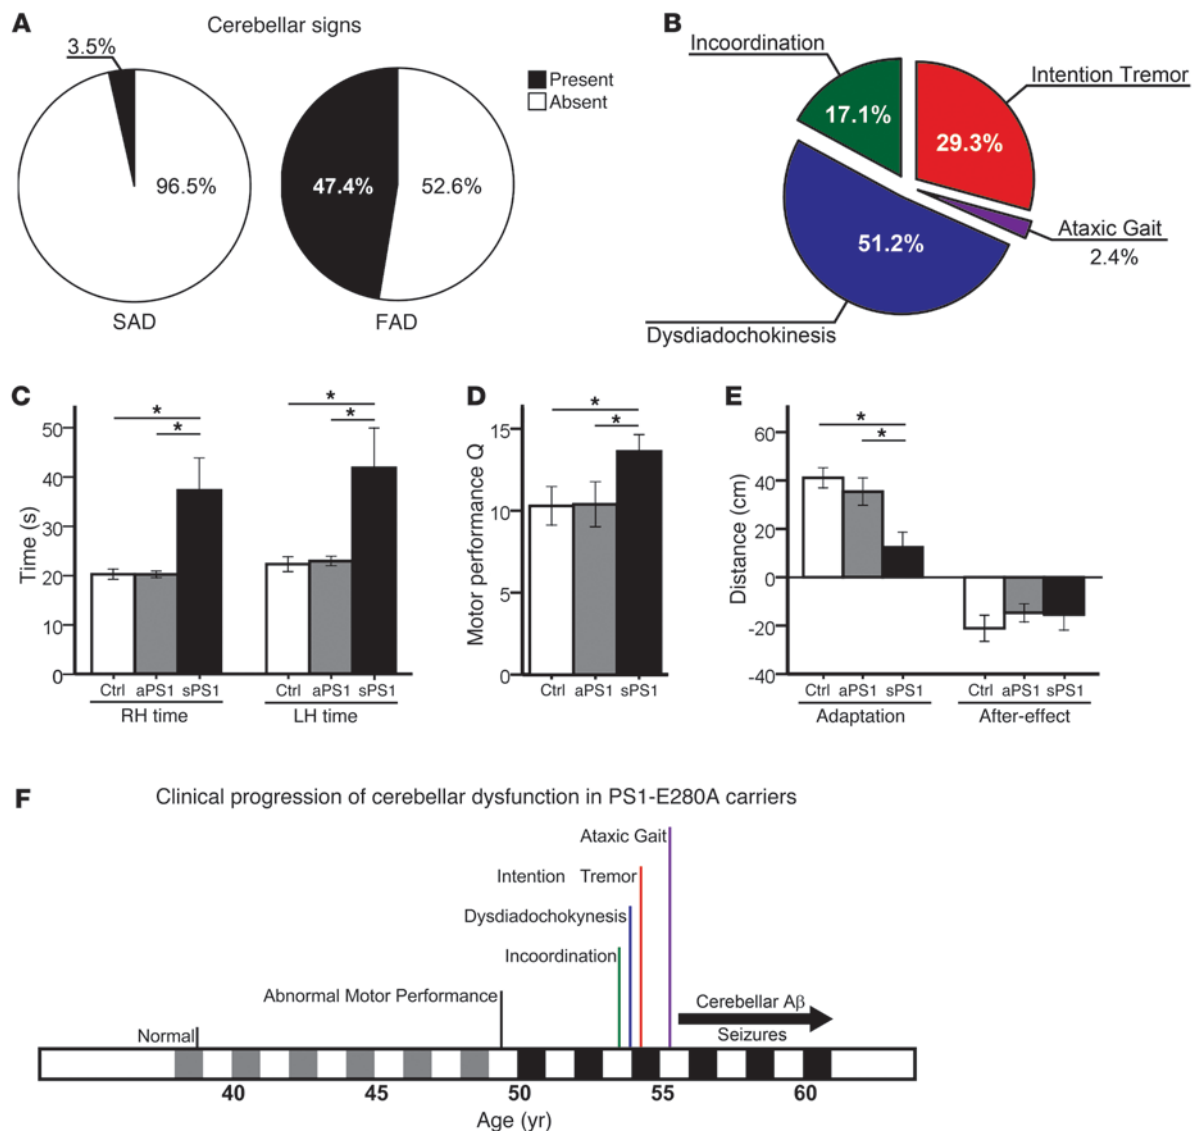 A
Cerebellar signs
3.5%
96.5%
47.4%
52.6%
Present
Absent
SAD
FAD
B
Incoordination
Intention Tremor
17.1%
29.3%
51.2%
Ataxic Gait
2.4%
Dysdiadochokinesis
C
Time (s)
50
40
30
20
10
0
*
*
*
*
Ctrl aPS1 sPS1
Ctrl aPS1 sPS1
RH time
LH time
D
Motor performance Q
15
10
5
0
*
*
Ctrl aPS1 sPS1
E
Distance (cm)
60
40
20
0
-20
-40
*
*
Ctrl aPS1 sPS1
Ctrl aPS1 sPS1
Adaptation
After-effect
F
Clinical progression of cerebellar dysfunction in PS1-E280A carriers
Ataxic Gait
Intention Tremor
Dysdiadochokynesis
Incoordination
Abnormal Motor Performance
Cerebellar Aβ
Normal
Seizures
40 45 50 55 60
Age (yr)